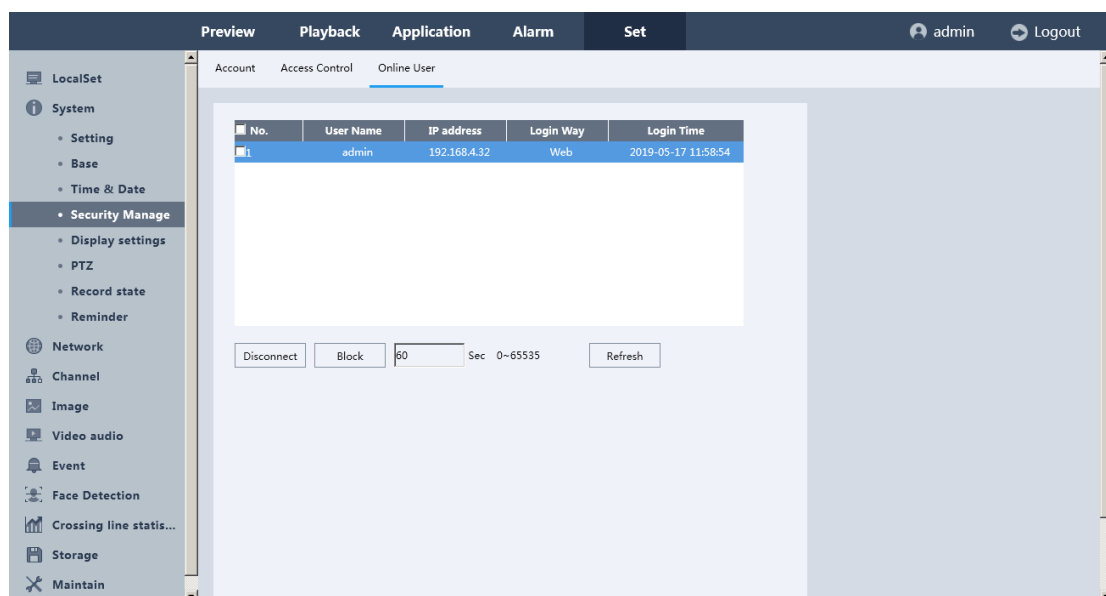 Preview Playback Application Alarm Set admin Logout
Account Access Control Online User
LocalSet
System
Setting
Base
Time & Date
Security Manage
Display settings
PTZ
Record state
Reminder
Network
Channel
Image
Video audio
Event
Face Detection
Crossing line statis...
Storage
Maintain
No. User Name IP address Login Way Login Time
1 admin 192.168.4.32 Web 2019-05-17 11:58:54
Disconnect Block 60 Sec 0~65535 Refresh